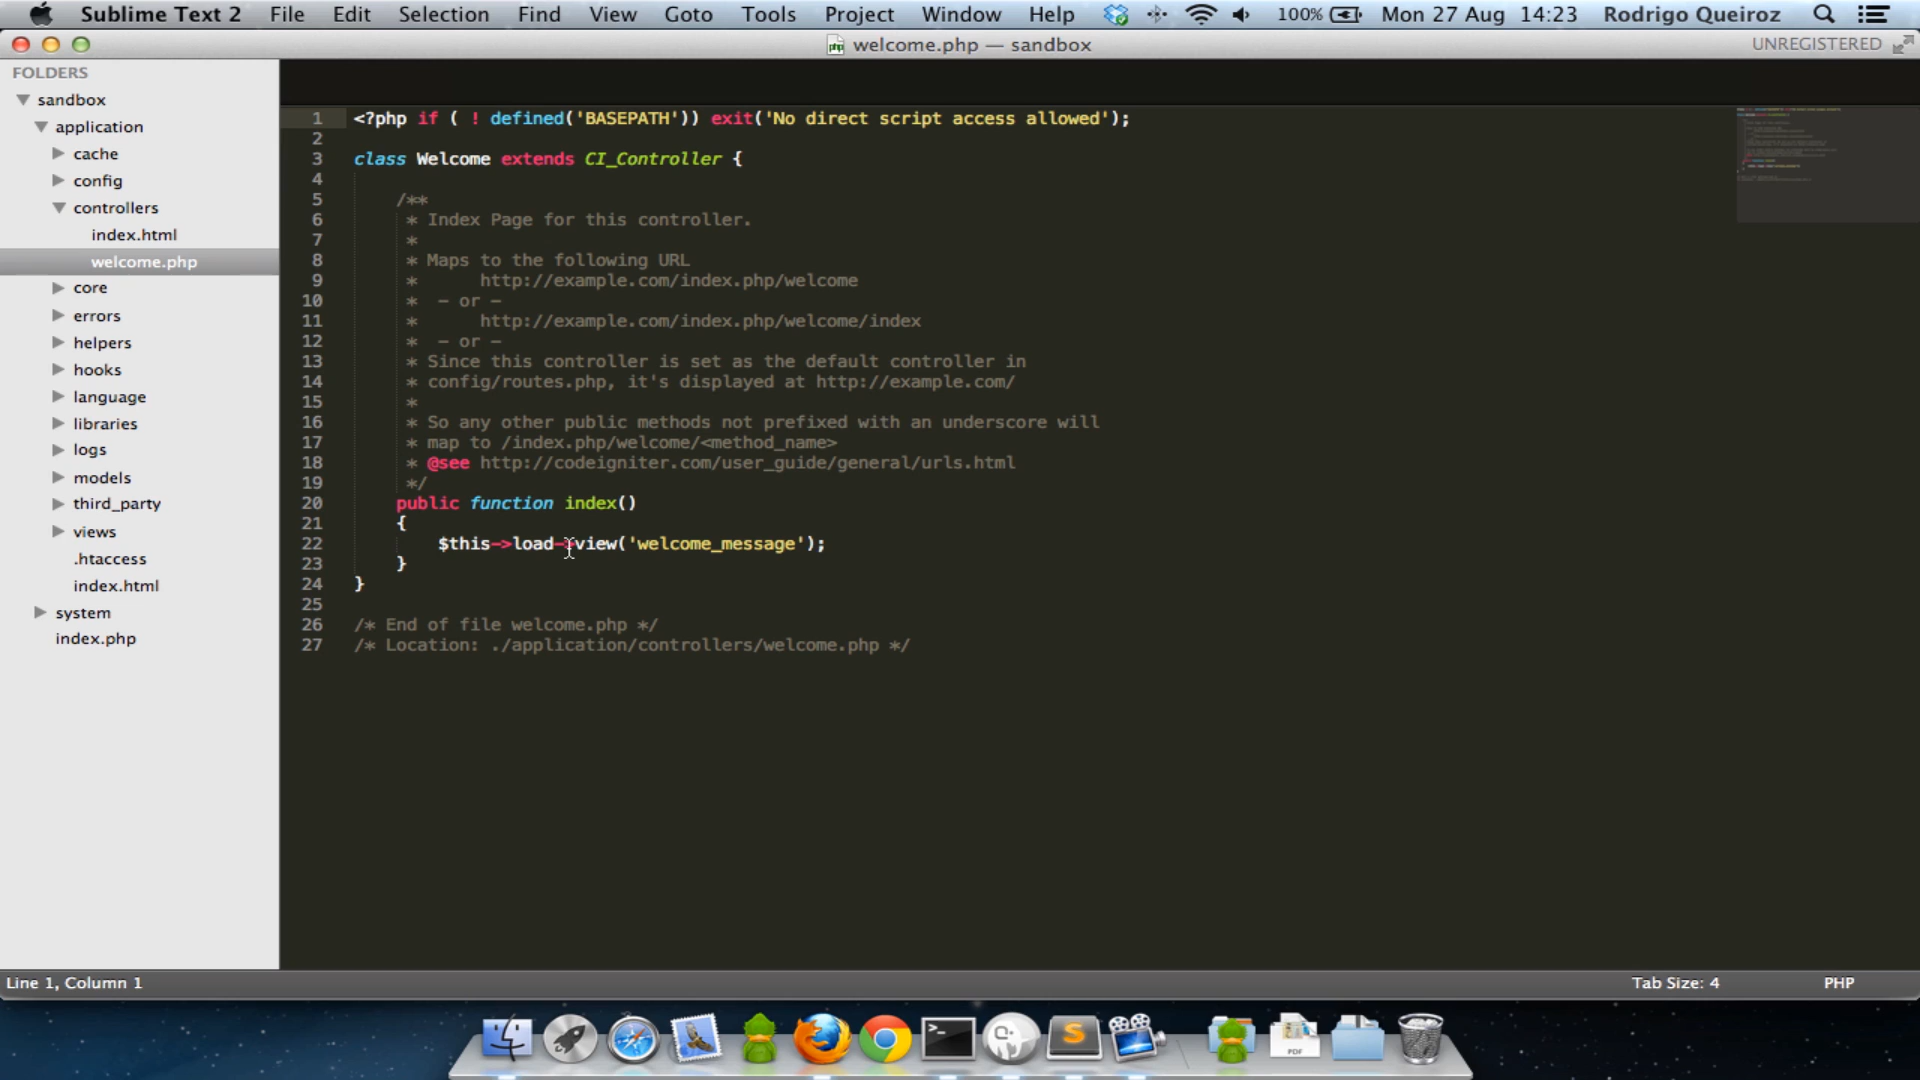 Sublime Text 2 File Edit Selection Find View Goto Tools Project Window Help 100% Mon 27 Aug 14:23 Rodrigo Queiroz
welcome.php — sandbox
UNREGISTERED
FOLDERS
sandbox
application
cache
config
controllers
index.html
welcome.php
core
errors
helpers
hooks
language
libraries
logs
models
third_party
views
.htaccess
index.html
system
index.php
1 <?php if ( ! defined('BASEPATH')) exit('No direct script access allowed');
2
3 class Welcome extends CI_Controller {
4
5 /**
6 * Index Page for this controller.
7 *
8 * Maps to the following URL
9 * http://example.com/index.php/welcome
10 * - or -
11 * http://example.com/index.php/welcome/index
12 * - or -
13 * Since this controller is set as the default controller in
14 * config/routes.php, it's displayed at http://example.com/
15 *
16 * So any other public methods not prefixed with an underscore will
17 * map to /index.php/welcome/<method_name>
18 * @see http://codeigniter.com/user_guide/general/urls.html
19 */
20 public function index()
21 {
22 $this->load->view('welcome_message');
23 }
24 }
25
26 /* End of file welcome.php */
27 /* Location: ./application/controllers/welcome.php */
Line 1, Column 1
Tab Size: 4
PHP
PDF